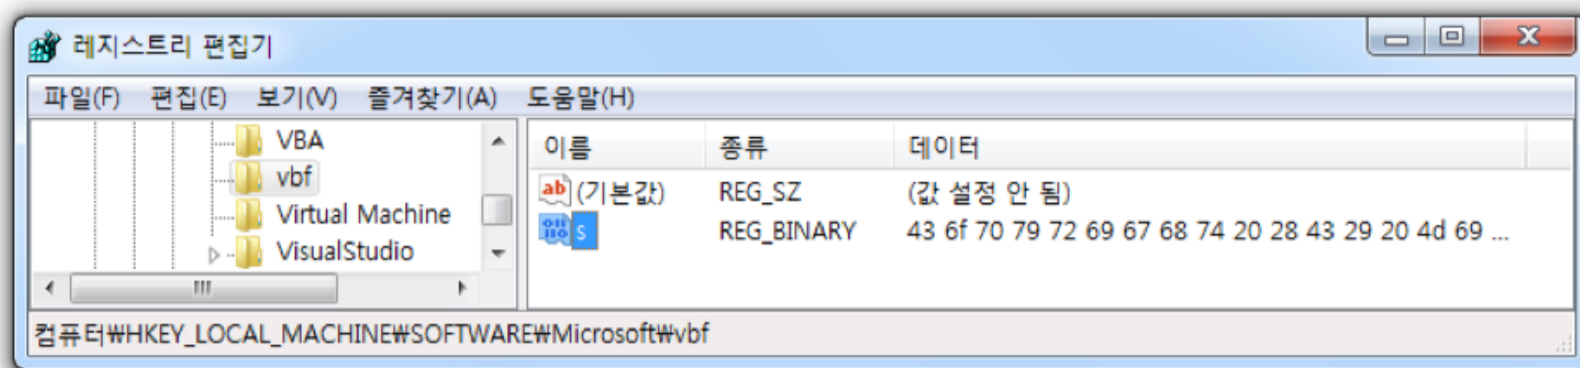 레지스트리 편집기
파일(F) 편집(E) 보기(V) 즐겨찾기(A) 도움말(H)
VBA
vbf
Virtual Machine
VisualStudio
이름 종류 데이터
ab (기본값) REG_SZ (값 설정 안 됨)
s REG_BINARY 43 6f 70 79 72 69 67 68 74 20 28 43 29 20 4d 69 ...
컴퓨터₩HKEY_LOCAL_MACHINE₩SOFTWARE₩Microsoft₩vbf